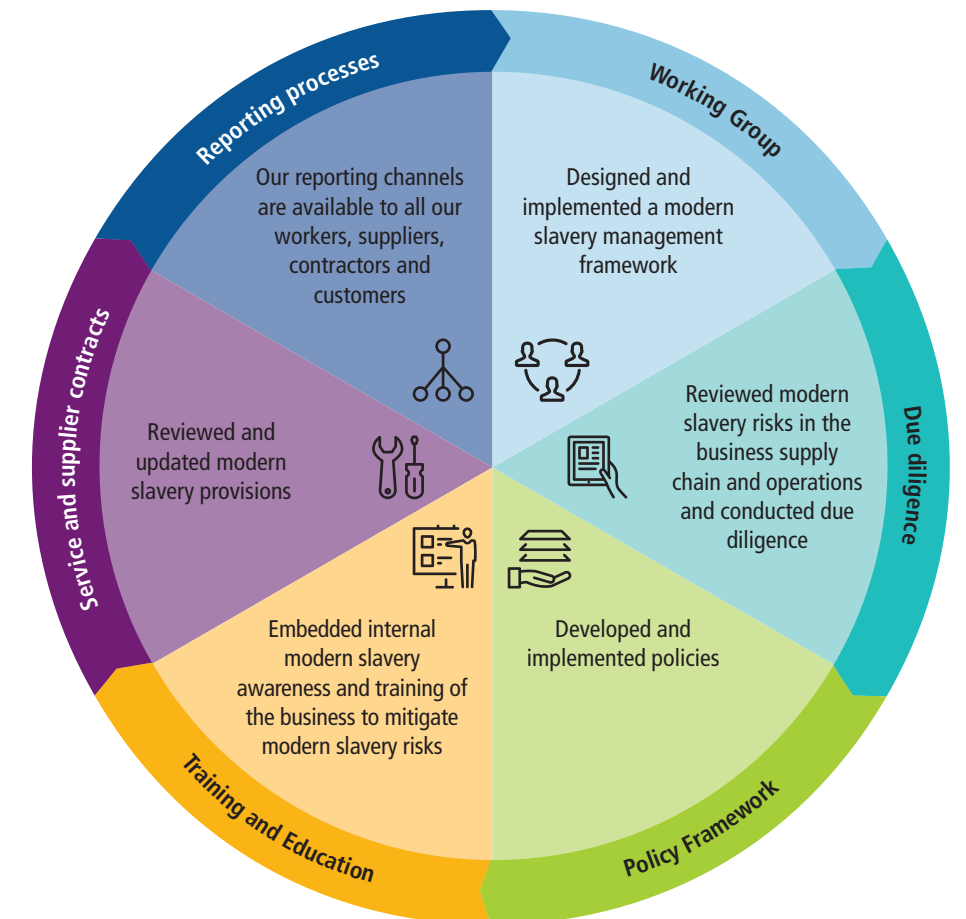 Working Group
Designed and
implemented a modern
slavery management
framework
Due diligence
Reviewed modern
slavery risks in the
business supply
chain and operations
and conducted due
diligence
Policy Framework
Developed and
implemented policies
Training and Education
Embedded internal
modern slavery
awareness and training of
the business to mitigate
modern slavery risks
Service and supplier contracts
Reviewed and
updated modern
slavery provisions
Reporting processes
Our reporting channels
are available to all our
workers, suppliers,
contractors and
customers